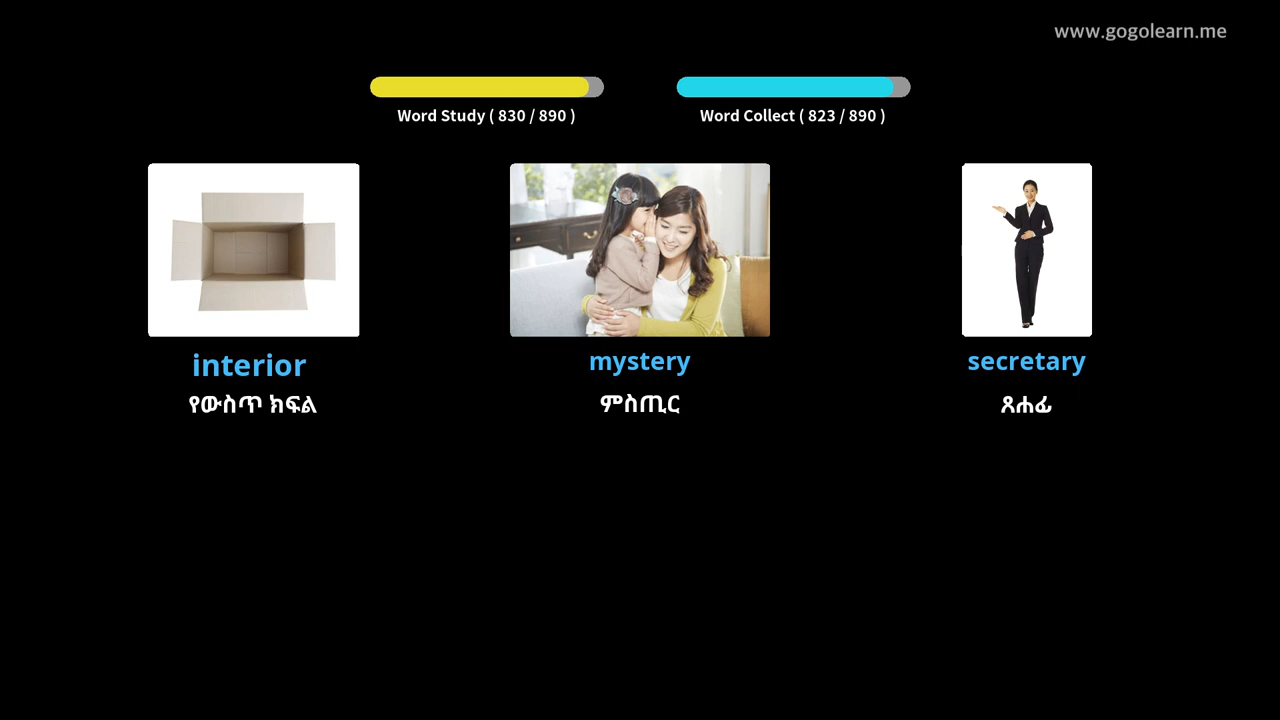 www.gogolearn.me
Word Study ( 830 / 890 )
Word Collect ( 823 / 890 )
interior
mystery
secretary
የውስጥ ክፍል
ምስጢር
ጸሐፊ